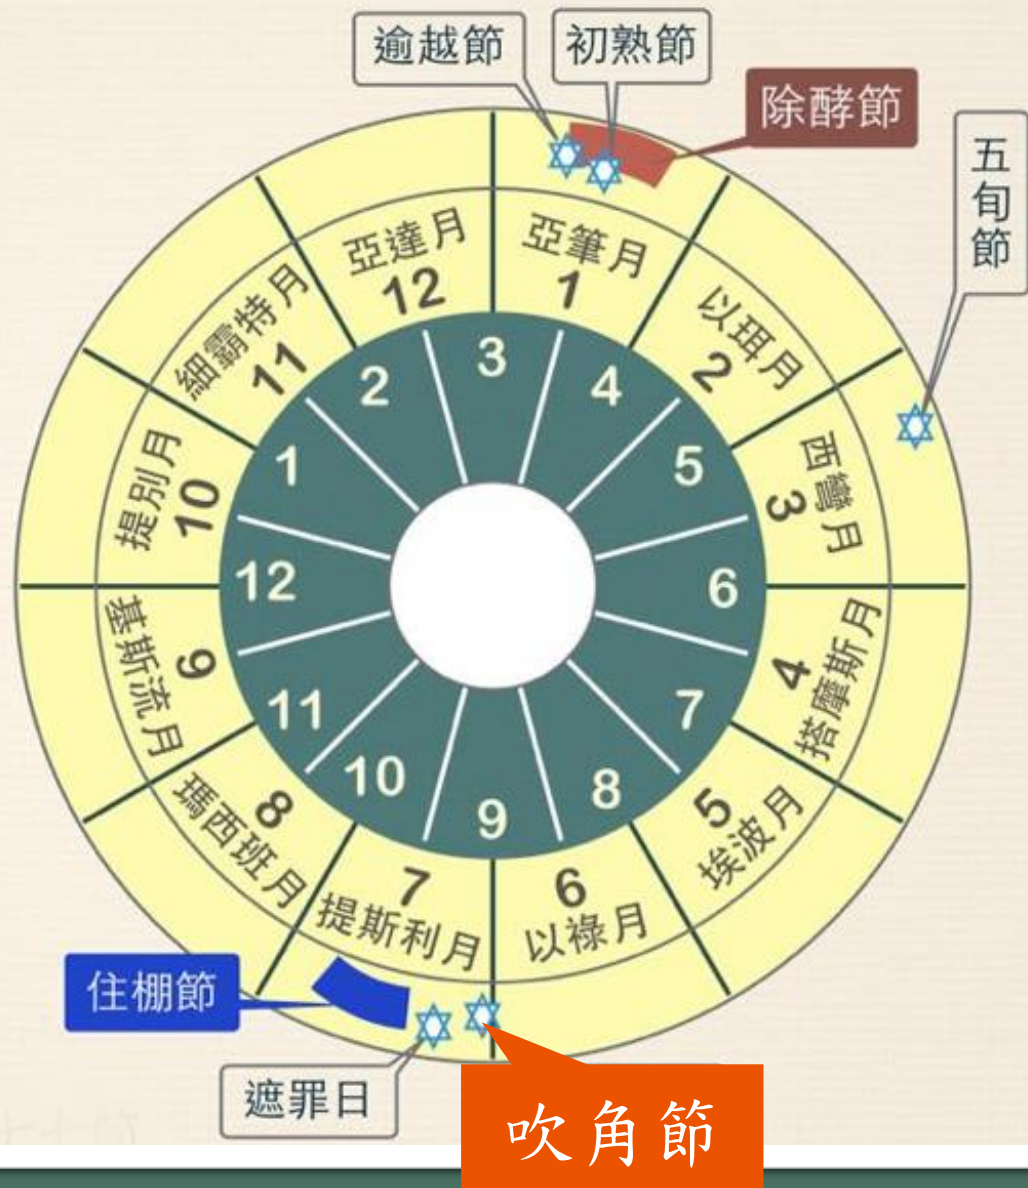 逾越節
初熟節
除酵節
五旬節
亞筆月
1
以珥月
2
西彎月
3
搭摩斯月
4
埃波月
5
以祿月
6
提斯利月
7
瑪西班月
8
基斯流月
9
提別月
10
細霸特月
11
亞達月
12
3
4
5
6
7
8
9
10
11
12
1
2
住棚節
遮罪日
吹角節